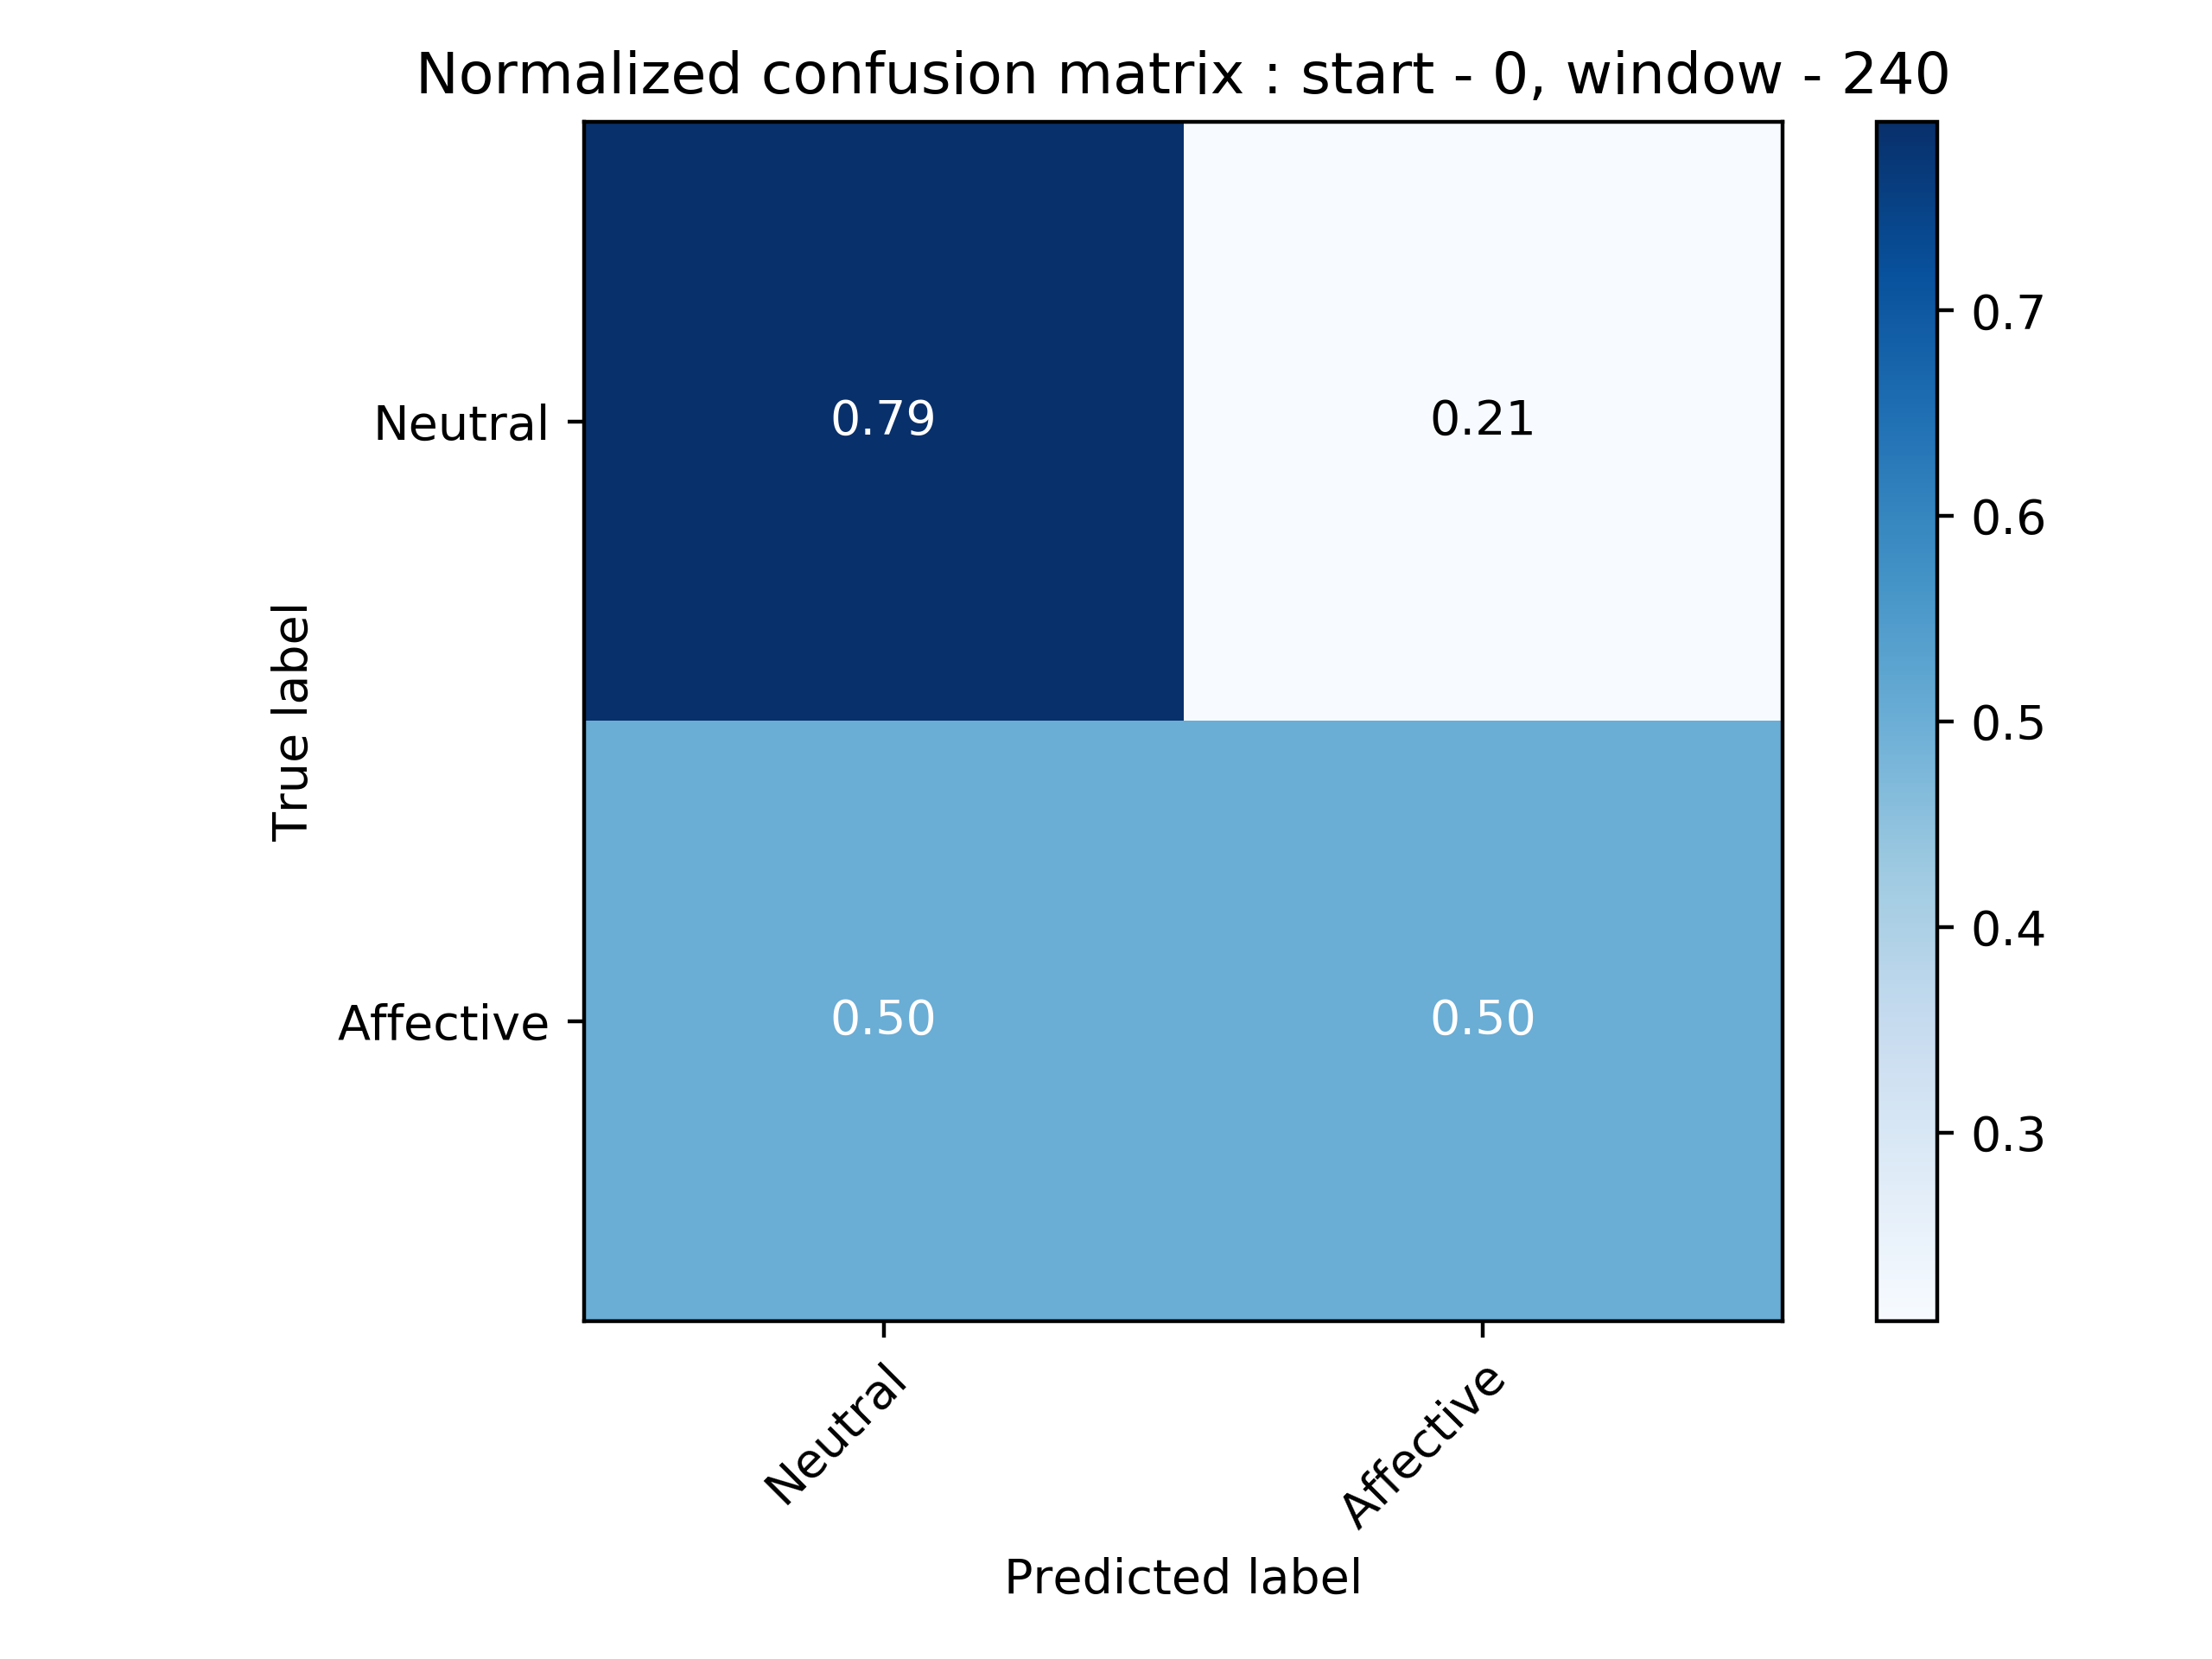 Normalized confusion matrix : start - 0, window - 240
True label
Neutral
0.79
0.21
Affective
0.50
0.50
Neutral
Affective
Predicted label
0.7
0.6
0.5
0.4
0.3